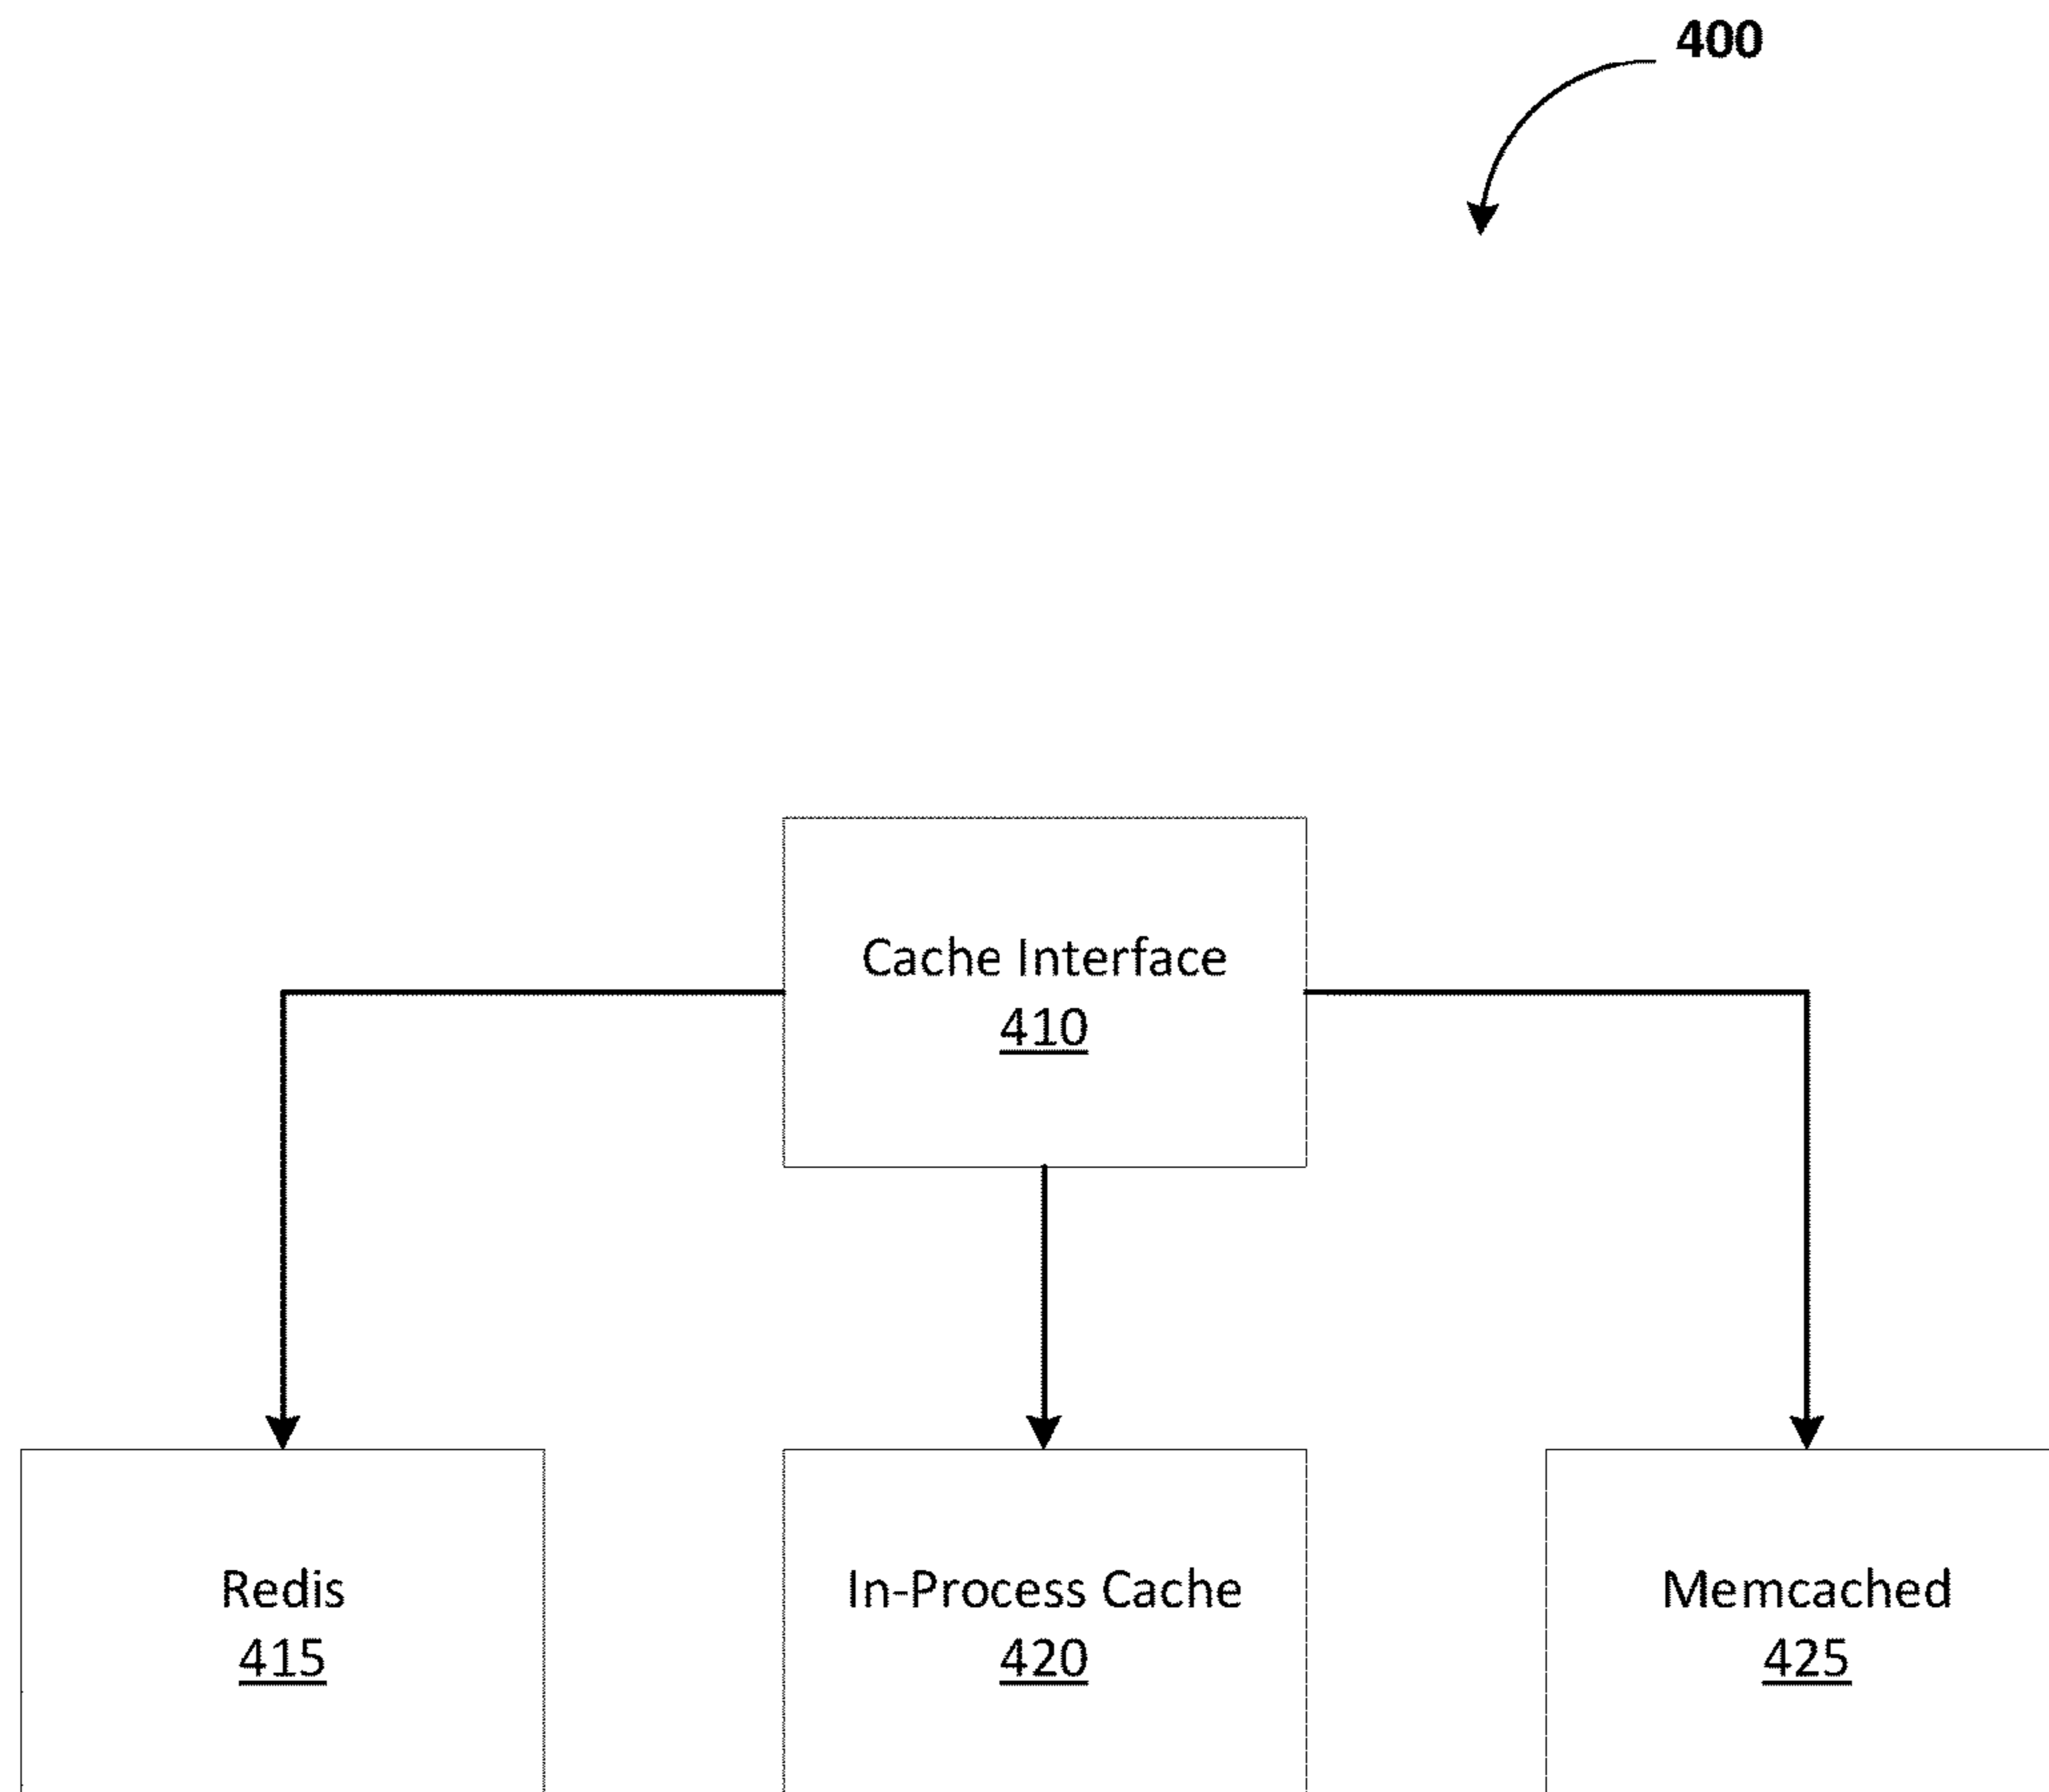 400
Cache Interface
410
Redis
415
In-Process Cache
420
Memcached
425